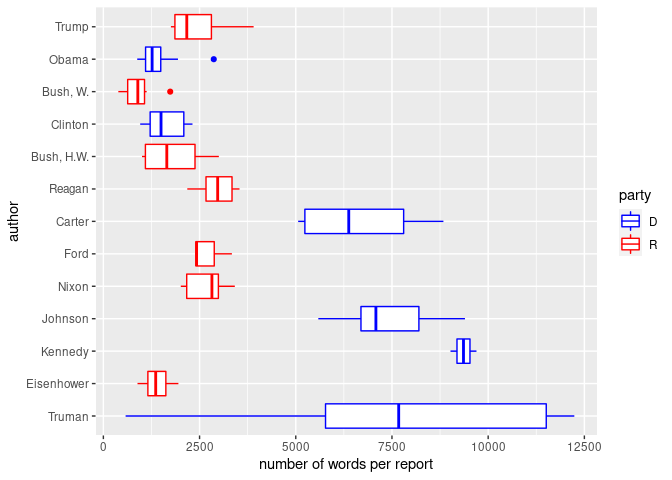 Trump
Obama
Bush, W.
Clinton
Bush, H.W.
Reagan
Carter
Ford
Nixon
Johnson
Kennedy
Eisenhower
Truman
author
0 2500 5000 7500 10000 12500
number of words per report
party
D
R